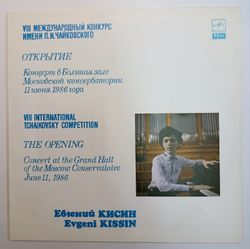 VIII МЕЖДУНАРОДНЫЙ КОНКУРС
ИМЕНИ П.И.ЧАЙКОВСКОГО
ОТКРЫТИЕ
Концерт в Большом зале
Московской консерватории
11 июня 1986 года
VIII INTERNATIONAL
TCHAIKOVSKY COMPETITION
THE OPENING
Concert at the Grand Hall
of the Moscow Conservatoire
June 11, 1986
Евгений КИСИН
Evgeni KISSIN